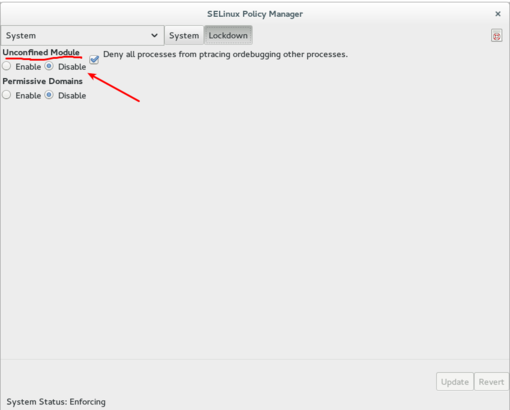 SELinux Policy Manager
System System Lockdown
Unconfined Module
Deny all processes from ptracing ordebugging other processes.
Enable Disable
Permissive Domains
Enable Disable
Update Revert
System Status: Enforcing